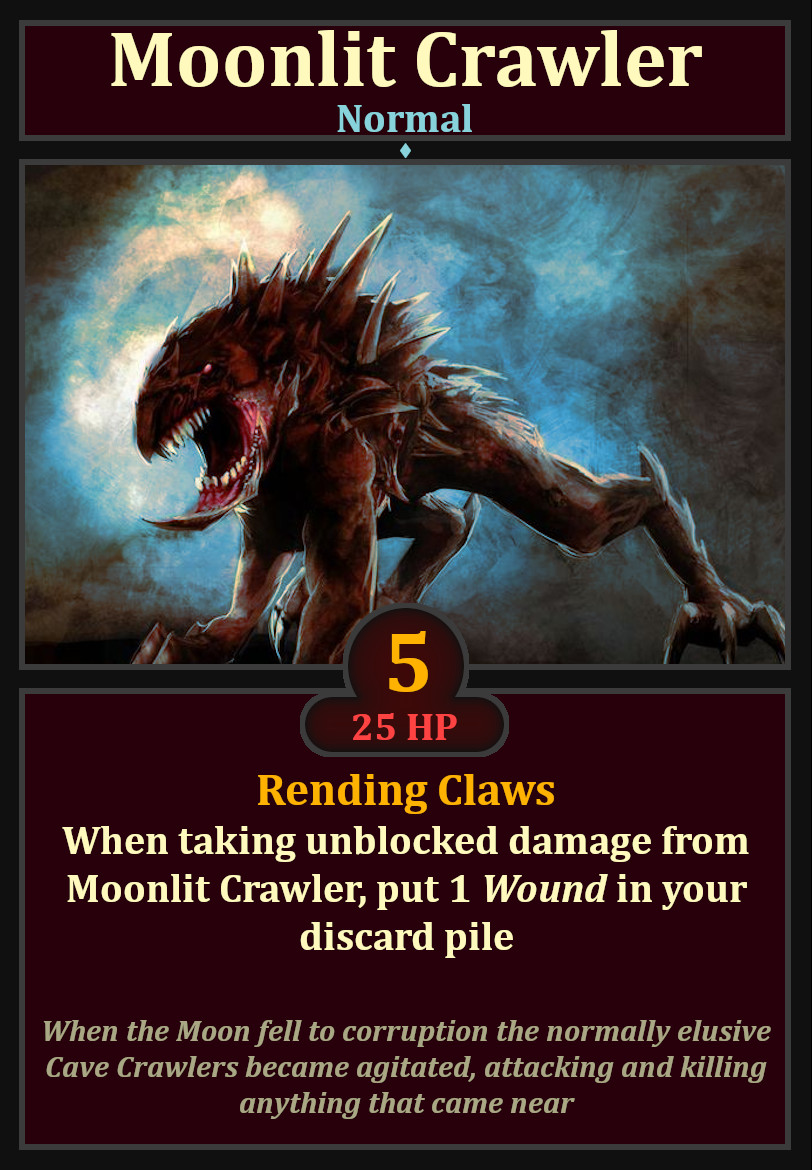 Moonlit Crawler
Normal
5
25 HP
Rending Claws
When taking unblocked damage from
Moonlit Crawler, put 1 Wound in your
discard pile
When the Moon fell to corruption the normally elusive
Cave Crawlers became agitated, attacking and killing
anything that came near